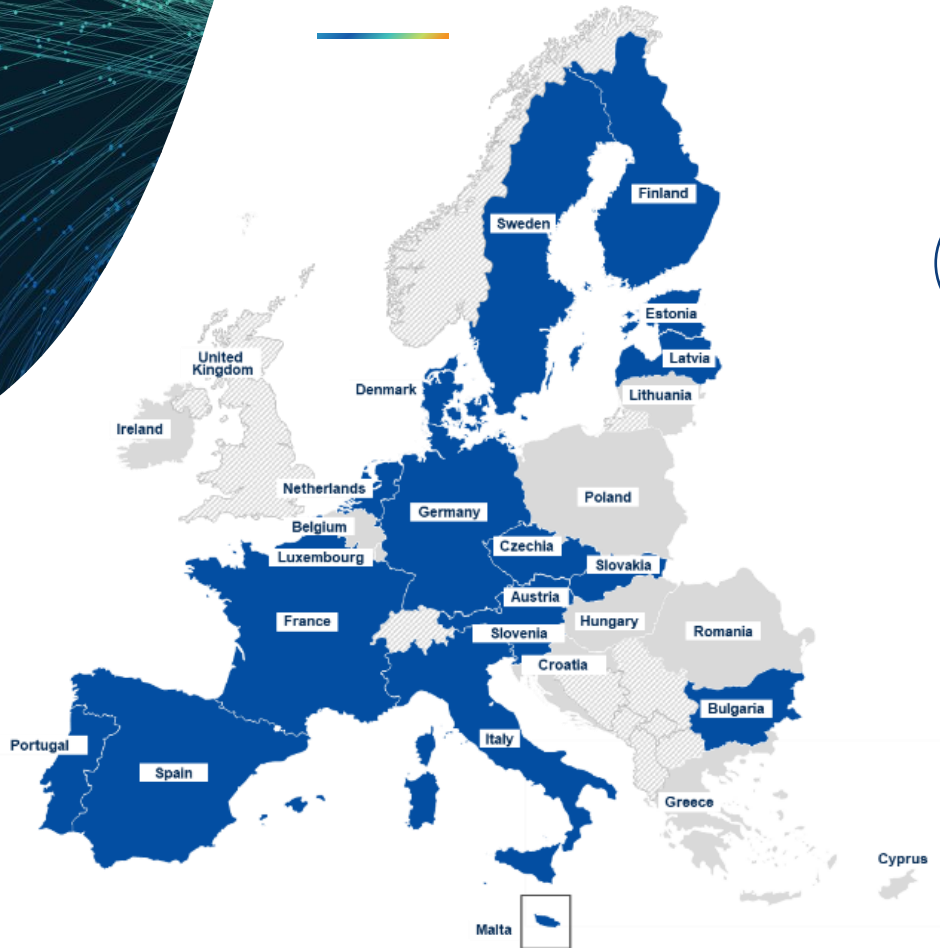 Finland
Sweden
Estonia
Latvia
United
Kingdom
Denmark
Lithuania
Ireland
Netherlands
Poland
Germany
Belgium
Czechia
Luxembourg
Slovakia
Austria
France
Hungary
Slovenia
Romania
Croatia
Bulgaria
Portugal
Italy
Spain
Greece
Cyprus
Malta